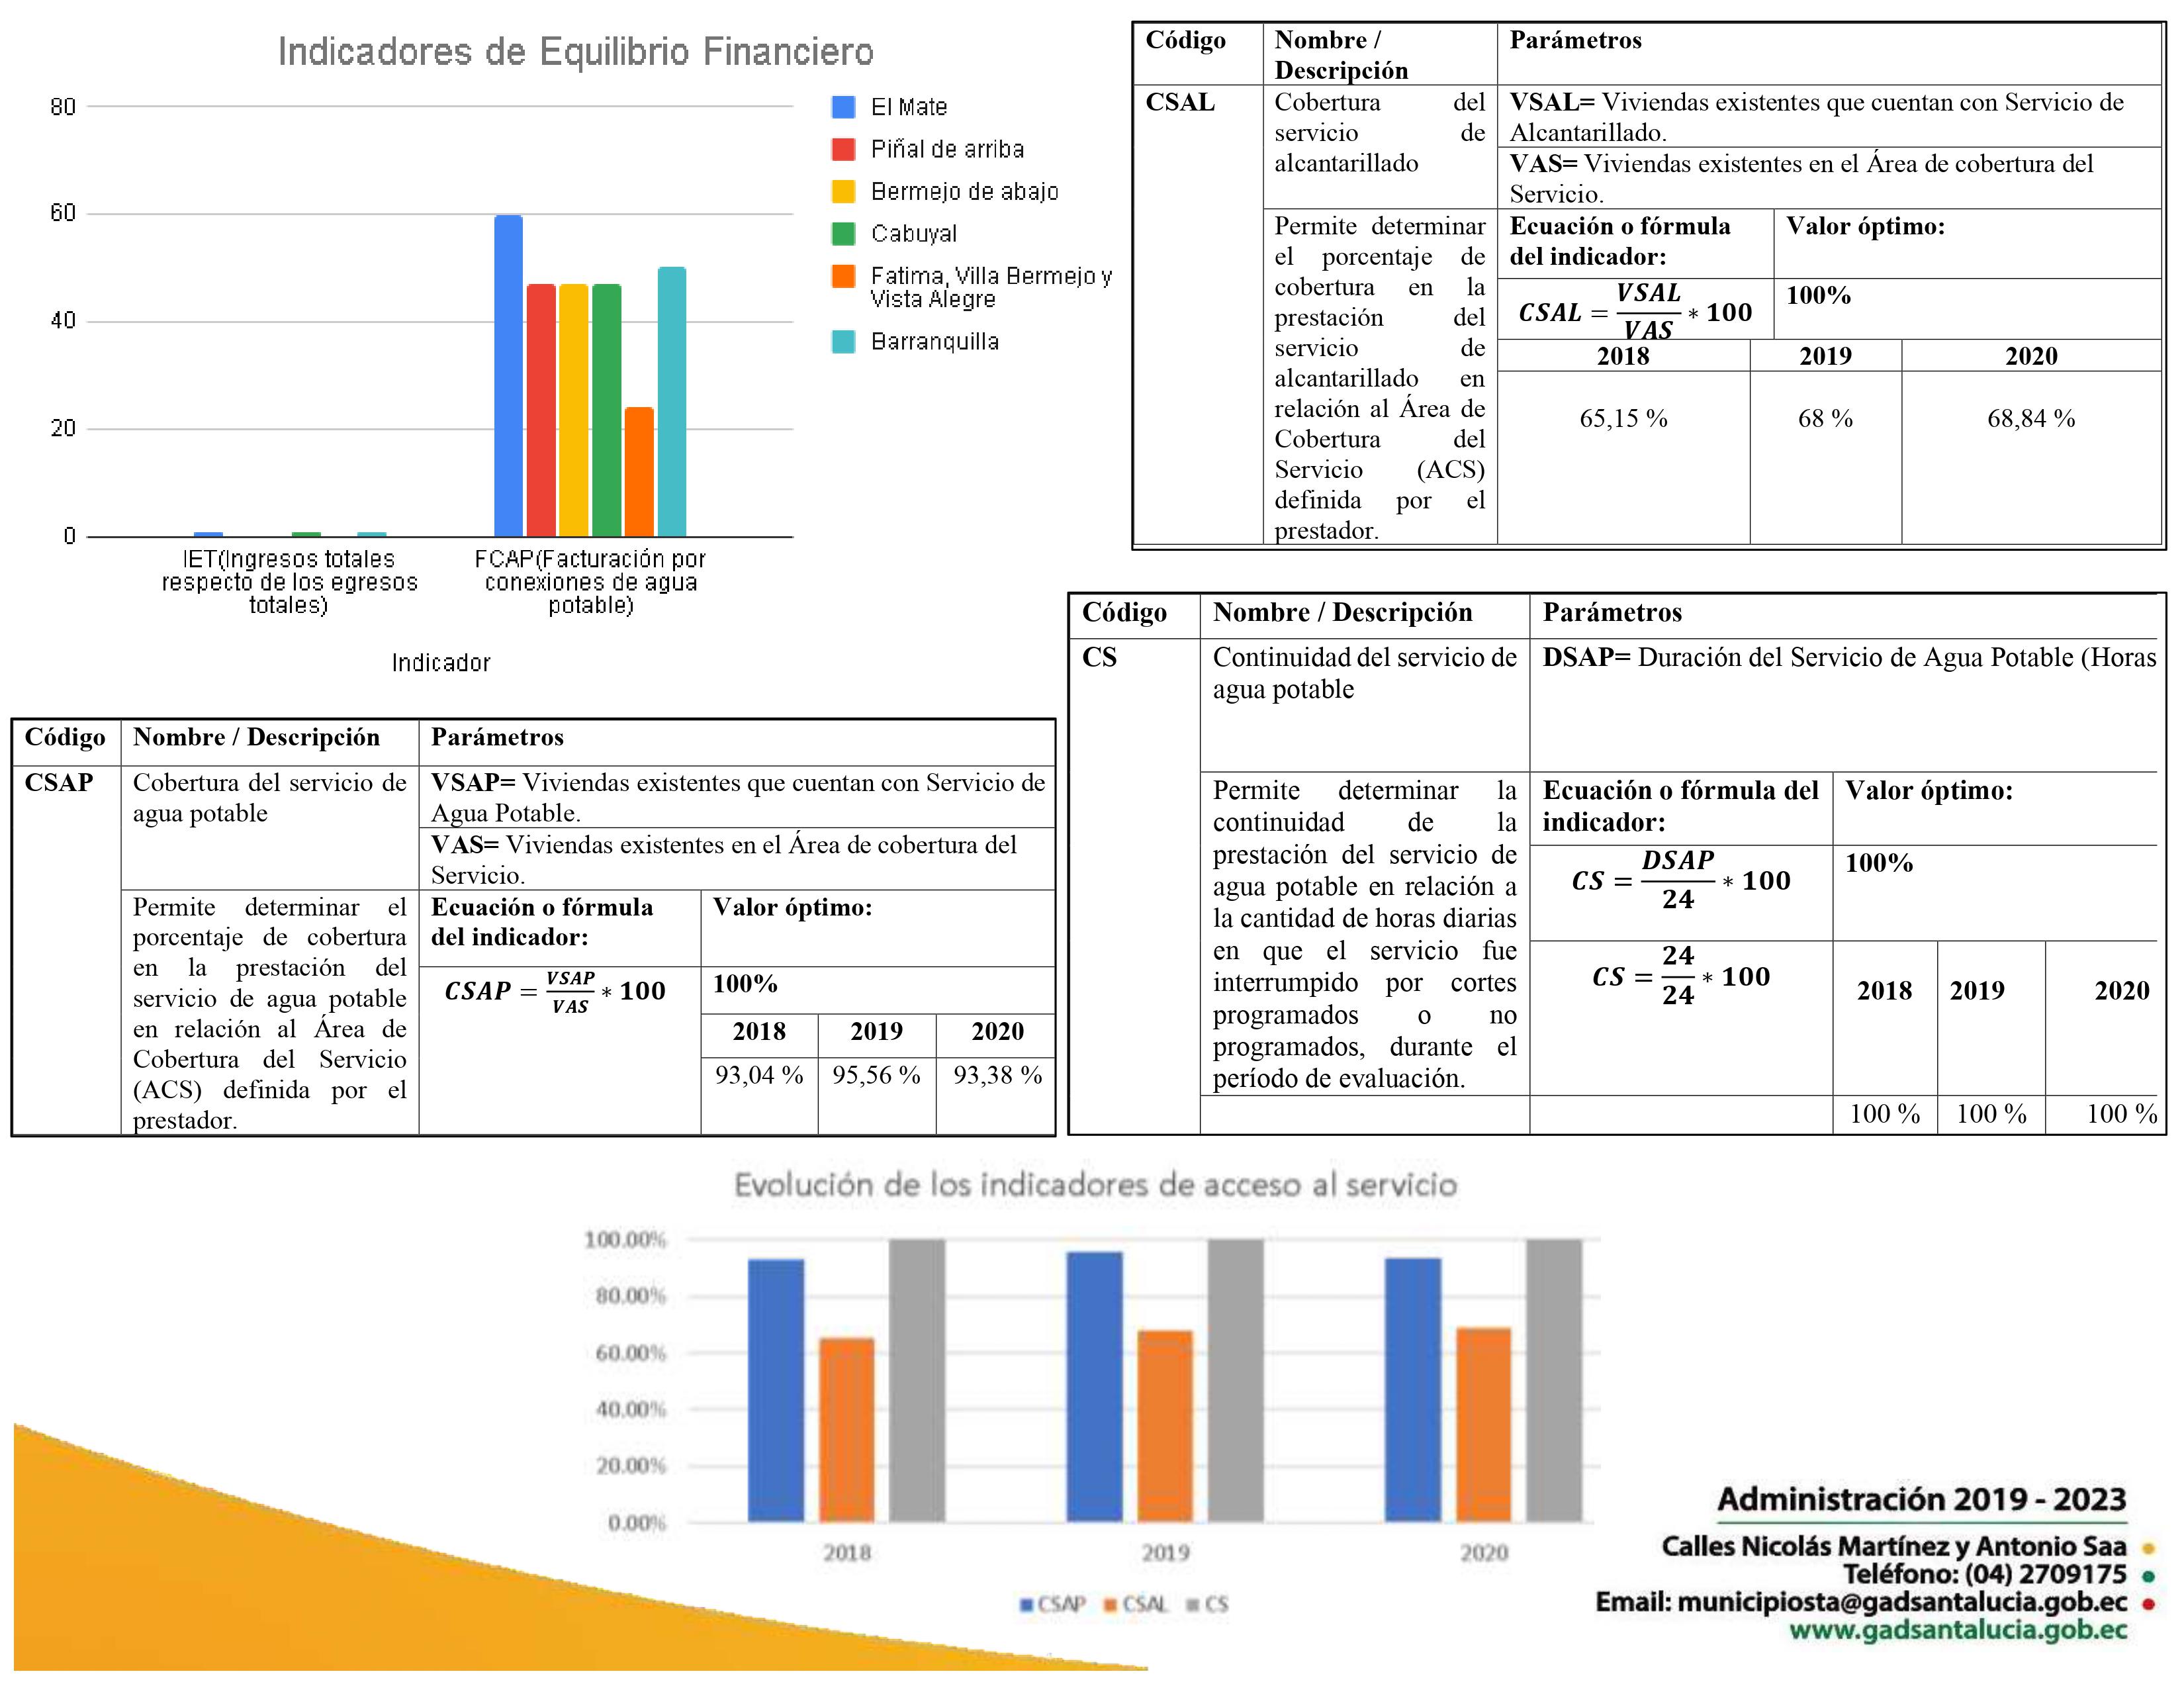 Indicadores de Equilibrio Financiero
80
60
40
20
0
El Mate
Piñal de arriba
Bermejo de abajo
Cabuyal
Fatima, Villa Bermejo y
Vista Alegre
Barranquilla
IET(Ingresos totales
respecto de los egresos
totales)
FCAP(Facturación por
conexiones de agua
potable)
Indicador
Código
Nombre /
Descripción
Parámetros
CSAL
Cobertura del
servicio de
alcantarillado
VSAL= Viviendas existentes que cuentan con Servicio de
Alcantarillado.
VAS= Viviendas existentes en el Área de cobertura del
Servicio.
Permite determinar
el porcentaje de
cobertura en la
prestación del
servicio de
alcantarillado en
relación al Área de
Cobertura del
Servicio (ACS)
definida por el
prestador.
Ecuación o fórmula
del indicador:
Valor óptimo:
CSAL = VSAL/VAS * 100
100%
2018 2019 2020
65,15 % 68 % 68,84 %
Código Nombre / Descripción Parámetros
CS
Continuidad del servicio de
agua potable
DSAP= Duración del Servicio de Agua Potable (Horas
Permite determinar la
continuidad de la
prestación del servicio de
agua potable en relación a
la cantidad de horas diarias
en que el servicio fue
interrumpido por cortes
programados o no
programados, durante el
período de evaluación.
Ecuación o fórmula del
indicador:
Valor óptimo:
CS = DSAP/24 * 100
100%
CS = 24/24 * 100
2018 2019 2020
100 % 100 % 100 %
Código Nombre / Descripción Parámetros
CSAP
Cobertura del servicio de
agua potable
VSAP= Viviendas existentes que cuentan con Servicio de
Agua Potable.
VAS= Viviendas existentes en el Área de cobertura del
Servicio.
Permite determinar el
porcentaje de cobertura
en la prestación del
servicio de agua potable
en relación al Área de
Cobertura del Servicio
(ACS) definida por el
prestador.
Ecuación o fórmula
del indicador:
Valor óptimo:
CSAP = VSAP/VAS * 100
100%
2018 2019 2020
93,04 % 95,56 % 93,38 %
Evolución de los indicadores de acceso al servicio
100.00%
80.00%
60.00%
40.00%
20.00%
0.00%
2018 2019 2020
CSAP CSAL CS
Administración 2019 - 2023
Calles Nicolás Martínez y Antonio Saa
Teléfono: (04) 2709175
Email: municipiosta@gadsantalucia.gob.ec
www.gadsantalucia.gob.ec